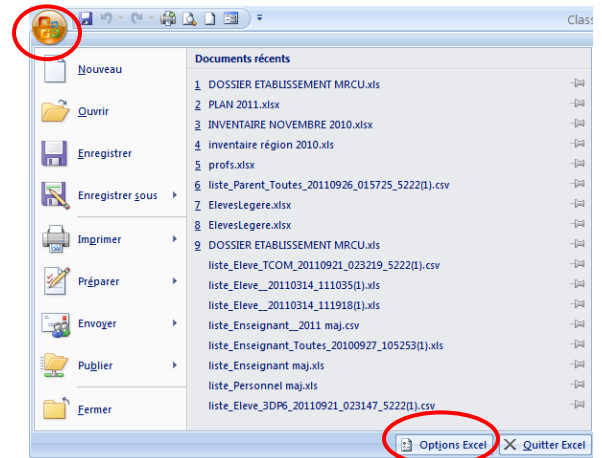 Class
Nouveau
Ouvrir
Enregistrer
Enregistrer sous
Imprimer
Préparer
Envoyer
Publier
Fermer
Documents récents
1 DOSSIER ETABLISSEMENT MRCU.xls
2 PLAN 2011.xlsx
3 INVENTAIRE NOVEMBRE 2010.xlsx
4 inventaire région 2010.xls
5 profs.xlsx
6 liste_Parent_Toutes_20110926_015725_5222(1).csv
7 ElevesLegere.xlsx
8 ElevesLegere.xlsx
9 DOSSIER ETABLISSEMENT MRCU.xls
liste_Eleve_TCOM_20110921_023219_5222(1).csv
liste_Eleve__20110314_111035(1).xls
liste_Eleve__20110314_111918(1).xls
liste_Enseignant__2011 maj.csv
liste_Enseignant_Toutes_20100927_105253(1).xls
liste_Enseignant maj.xls
liste_Personnel maj.xls
liste_Eleve_3DP6_20110921_023147_5222(1).csv
Options Excel
Quitter Excel